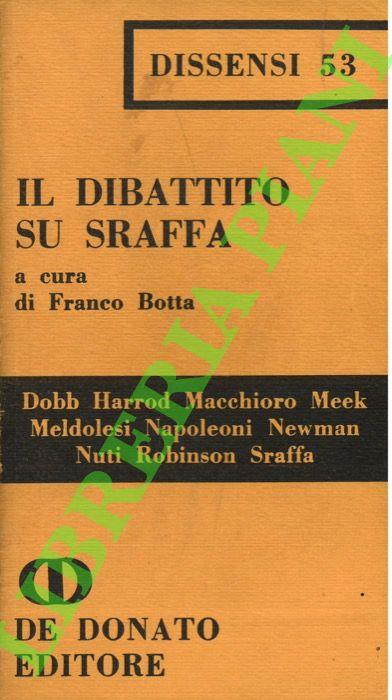 DISSENSI 53
IL DIBATTITO
SU SRAFFA
a cura
di Franco Botta
Dobb Harrod Macchioro Meek
Meldolesi Napoleoni Newman
Nuti Robinson Sraffa
DE DONATO
EDITORE
LIBRERIA PIANI